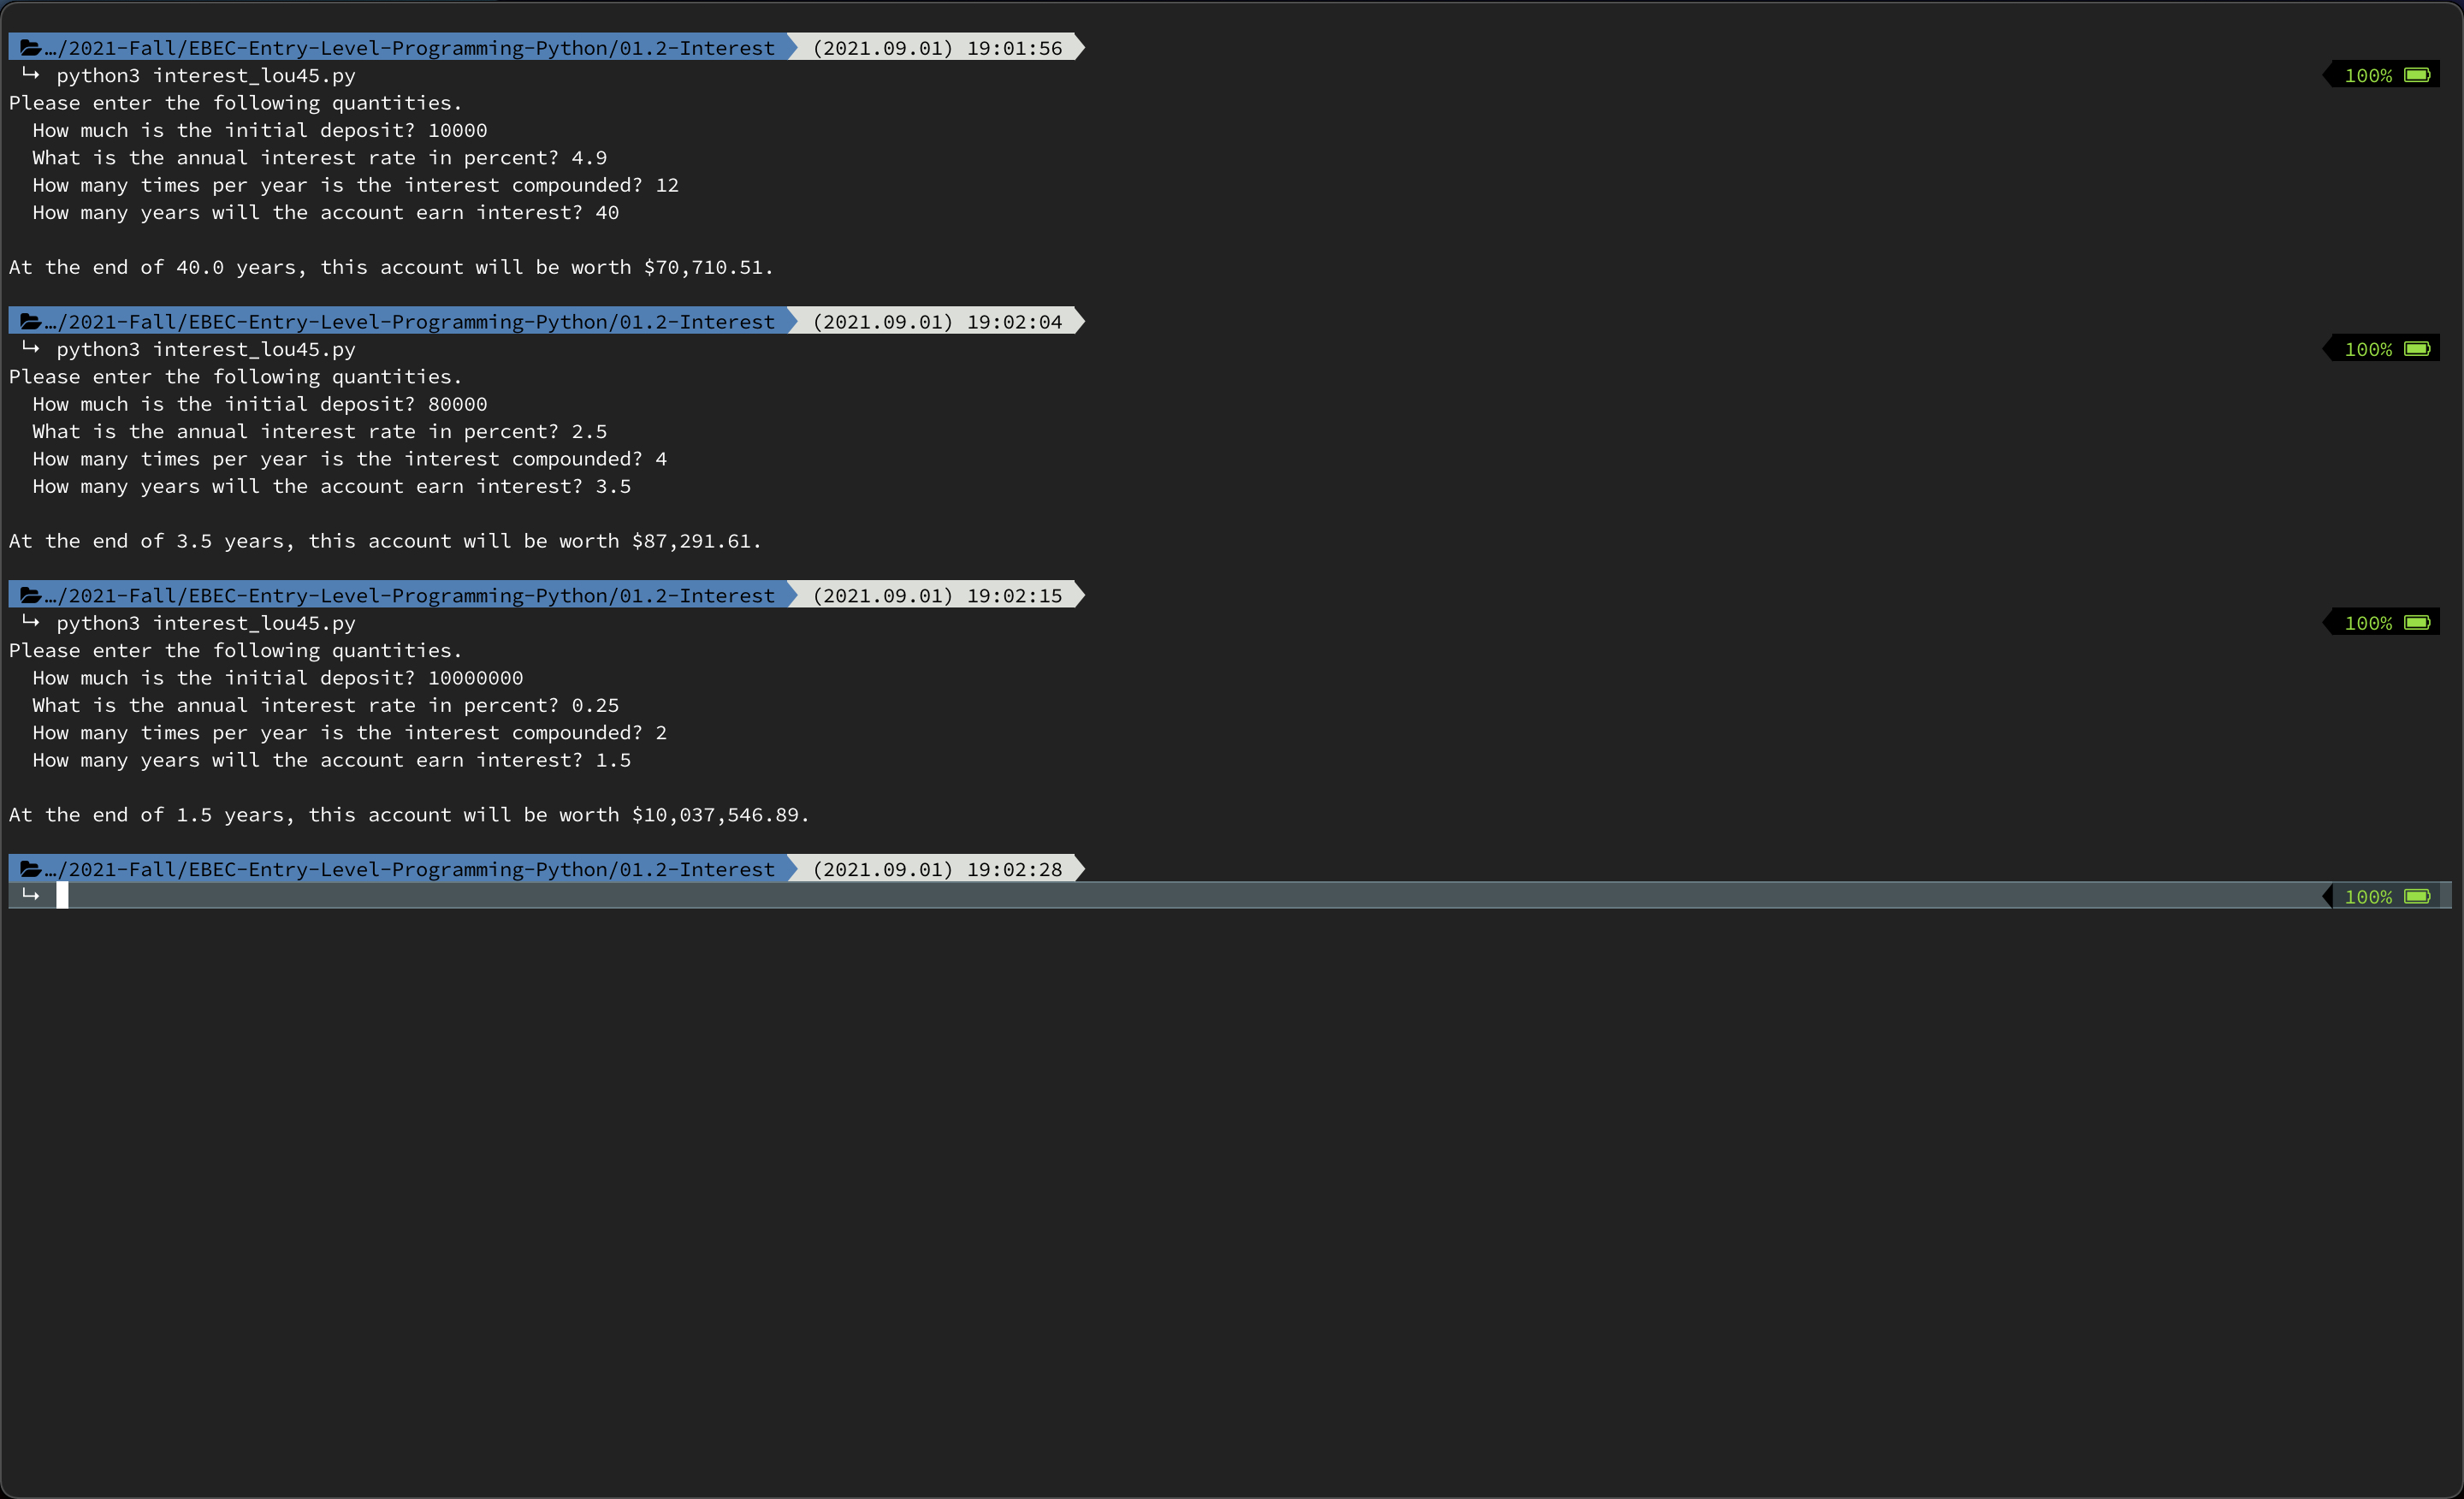 …/2021-Fall/EBEC-Entry-Level-Programming-Python/01.2-Interest (2021.09.01) 19:01:56
↳ python3 interest_lou45.py 100%
Please enter the following quantities.
How much is the initial deposit? 10000
What is the annual interest rate in percent? 4.9
How many times per year is the interest compounded? 12
How many years will the account earn interest? 40
At the end of 40.0 years, this account will be worth $70,710.51.
…/2021-Fall/EBEC-Entry-Level-Programming-Python/01.2-Interest (2021.09.01) 19:02:04
↳ python3 interest_lou45.py 100%
Please enter the following quantities.
How much is the initial deposit? 80000
What is the annual interest rate in percent? 2.5
How many times per year is the interest compounded? 4
How many years will the account earn interest? 3.5
At the end of 3.5 years, this account will be worth $87,291.61.
…/2021-Fall/EBEC-Entry-Level-Programming-Python/01.2-Interest (2021.09.01) 19:02:15
↳ python3 interest_lou45.py 100%
Please enter the following quantities.
How much is the initial deposit? 10000000
What is the annual interest rate in percent? 0.25
How many times per year is the interest compounded? 2
How many years will the account earn interest? 1.5
At the end of 1.5 years, this account will be worth $10,037,546.89.
…/2021-Fall/EBEC-Entry-Level-Programming-Python/01.2-Interest (2021.09.01) 19:02:28
↳ 100%